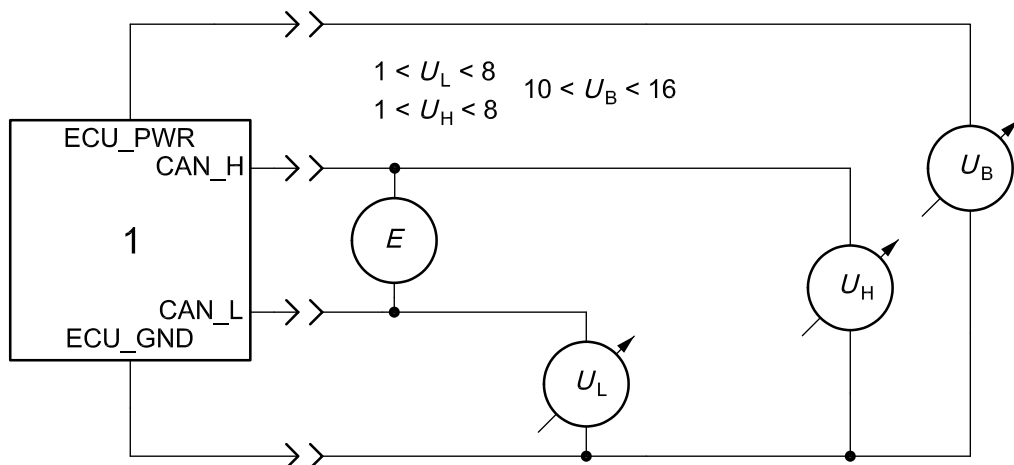 1 < U_L < 8
10 < U_B < 16
1 < U_H < 8
ECU_PWR
CAN_H
U_B
1
E
U_H
CAN_L
ECU_GND
U_L